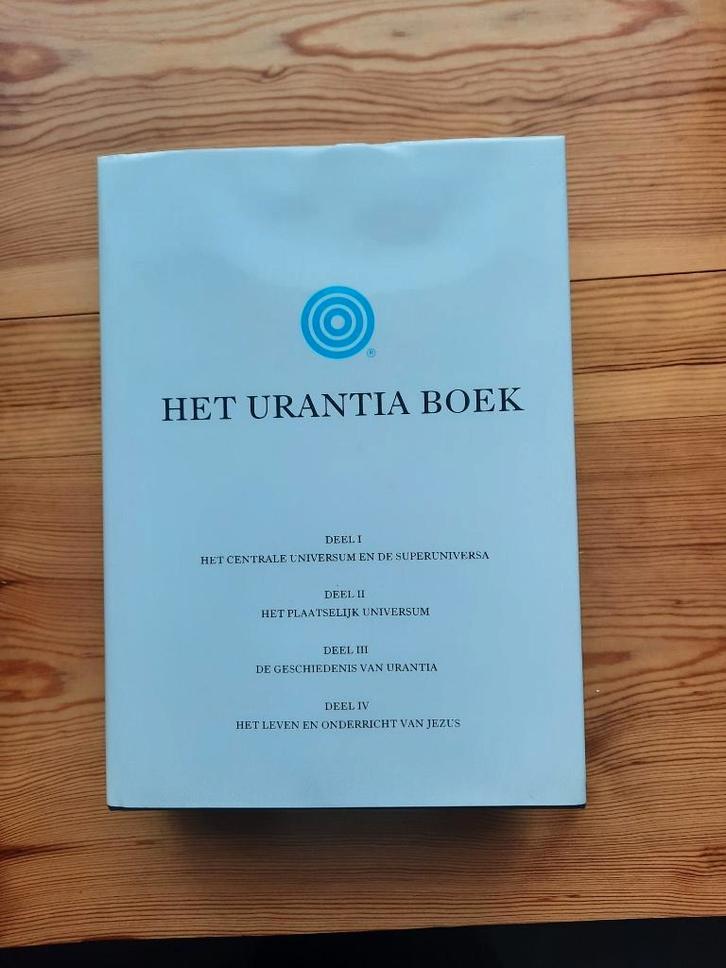 ®
HET URANTIA BOEK
DEEL I
HET CENTRALE UNIVERSUM EN DE SUPERUNIVERSA
DEEL II
HET PLAATSELIJK UNIVERSUM
DEEL III
DE GESCHIEDENIS VAN URANTIA
DEEL IV
HET LEVEN EN ONDERRICHT VAN JEZUS